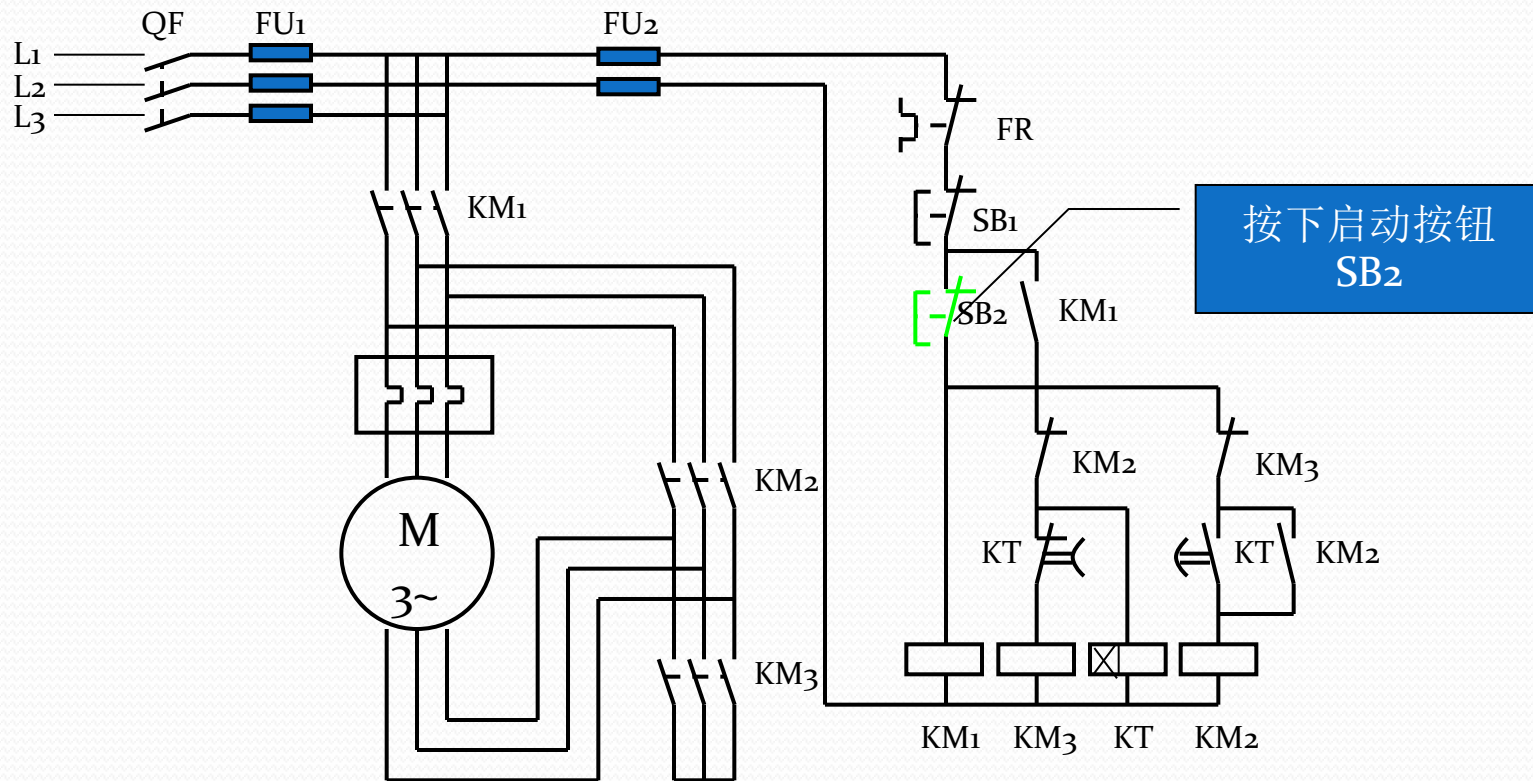 QF
FU1
FU2
L1
L2
L3
FR
KM1
SB1
按下启动按钮
SB2
SB2
KM1
KM2
KM3
KM2
M
3~
KT
KT
KM2
KM3
KM1
KM3
KT
KM2